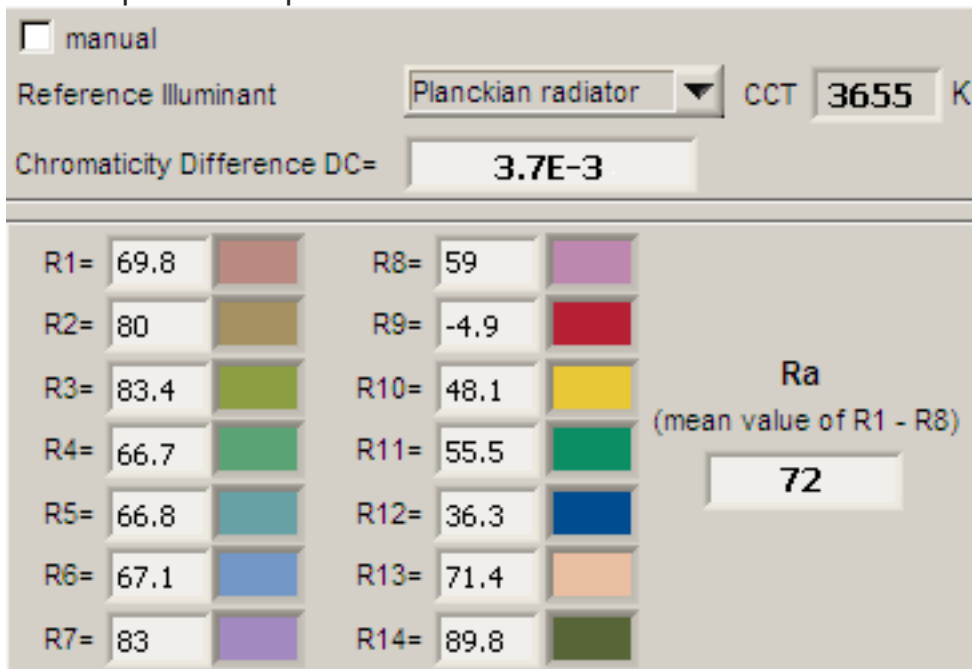 manual
Reference Illuminant Planckian radiator CCT 3655 K
Chromaticity Difference DC= 3.7E-3
R1= 69.8 R8= 59
R2= 80 R9= -4.9
R3= 83.4 R10= 48.1
Ra
(mean value of R1 - R8)
R4= 66.7 R11= 55.5
72
R5= 66.8 R12= 36.3
R6= 67.1 R13= 71.4
R7= 83 R14= 89.8